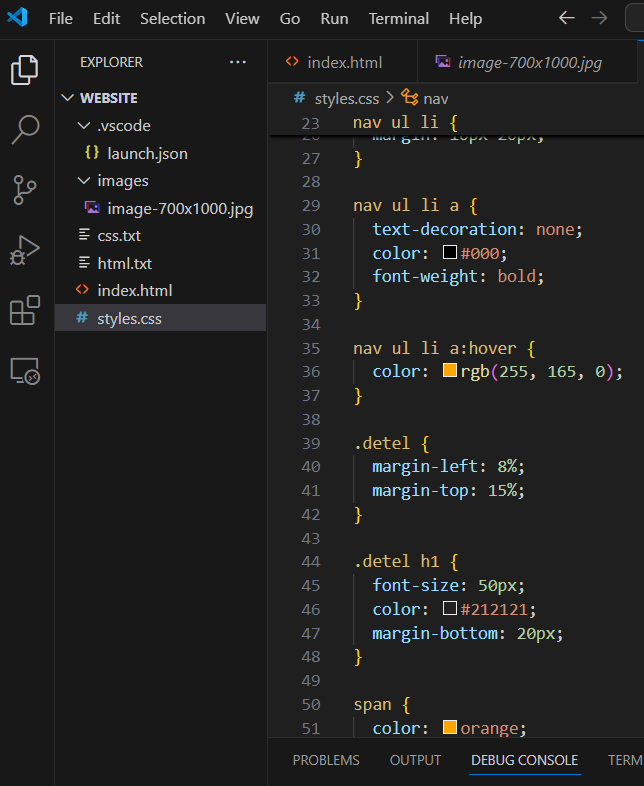 File Edit Selection View Go Run Terminal Help
EXPLORER ...
index.html image-700x1000.jpg
WEBSITE
.vscode
{} launch.json
images
image-700x1000.jpg
css.txt
html.txt
<> index.html
# styles.css
# styles.css > nav
23 nav ul li {
26 margin: 10px 20px;
27 }
28
29 nav ul li a {
30 text-decoration: none;
31 color: #000;
32 font-weight: bold;
33 }
34
35 nav ul li a:hover {
36 color: rgb(255, 165, 0);
37 }
38
39 .detel {
40 margin-left: 8%;
41 margin-top: 15%;
42 }
43
44 .detel h1 {
45 font-size: 50px;
46 color: #212121;
47 margin-bottom: 20px;
48 }
49
50 span {
51 color: orange;
PROBLEMS OUTPUT DEBUG CONSOLE TERM